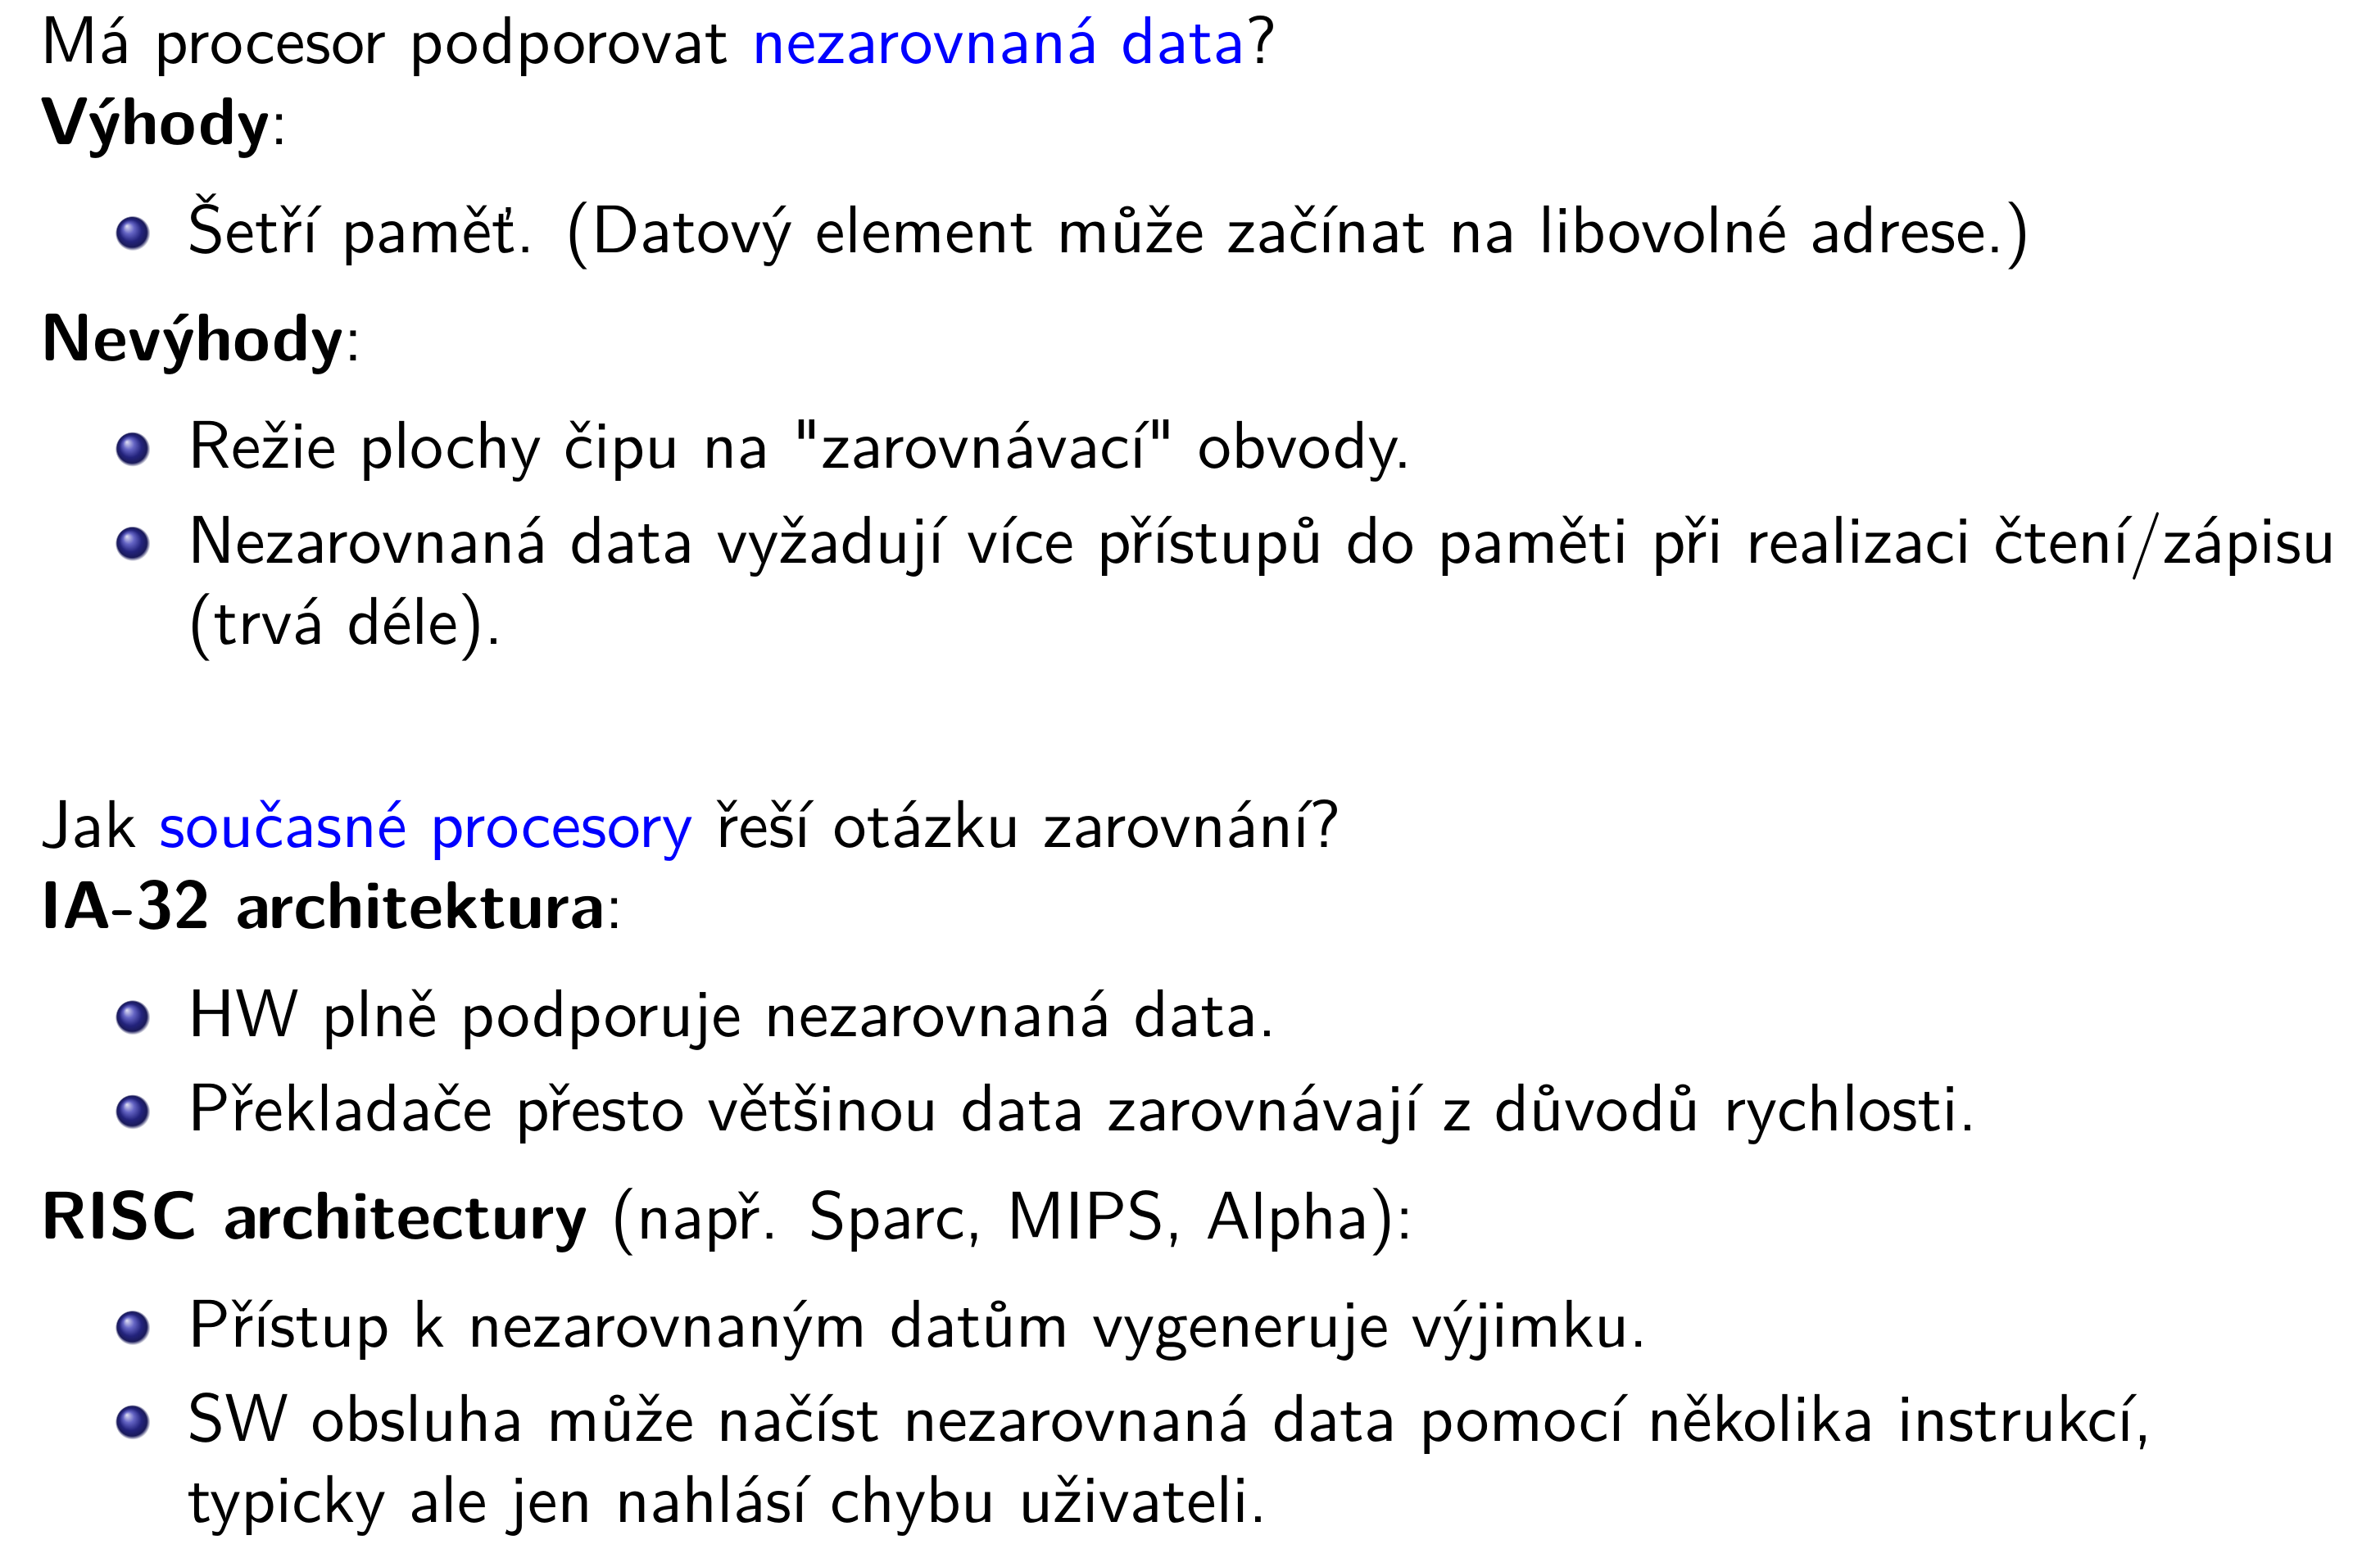 Má procesor podporovat nezarovnaná data?
Výhody:
Šetří paměť. (Datový element může začínat na libovolné adrese.)
Nevýhody:
Režie plochy čipu na "zarovnávací" obvody.
Nezarovnaná data vyžadují více přístupů do paměti při realizaci čtení/zápisu
(trvá déle).
Jak současné procesory řeší otázku zarovnání?
IA-32 architektura:
HW plně podporuje nezarovnaná data.
Překladače přesto většinou data zarovnávají z důvodů rychlosti.
RISC architectury (např. Sparc, MIPS, Alpha):
Přístup k nezarovnaným datům vygeneruje výjimku.
SW obsluha může načíst nezarovnaná data pomocí několika instrukcí,
typicky ale jen nahlásí chybu uživateli.